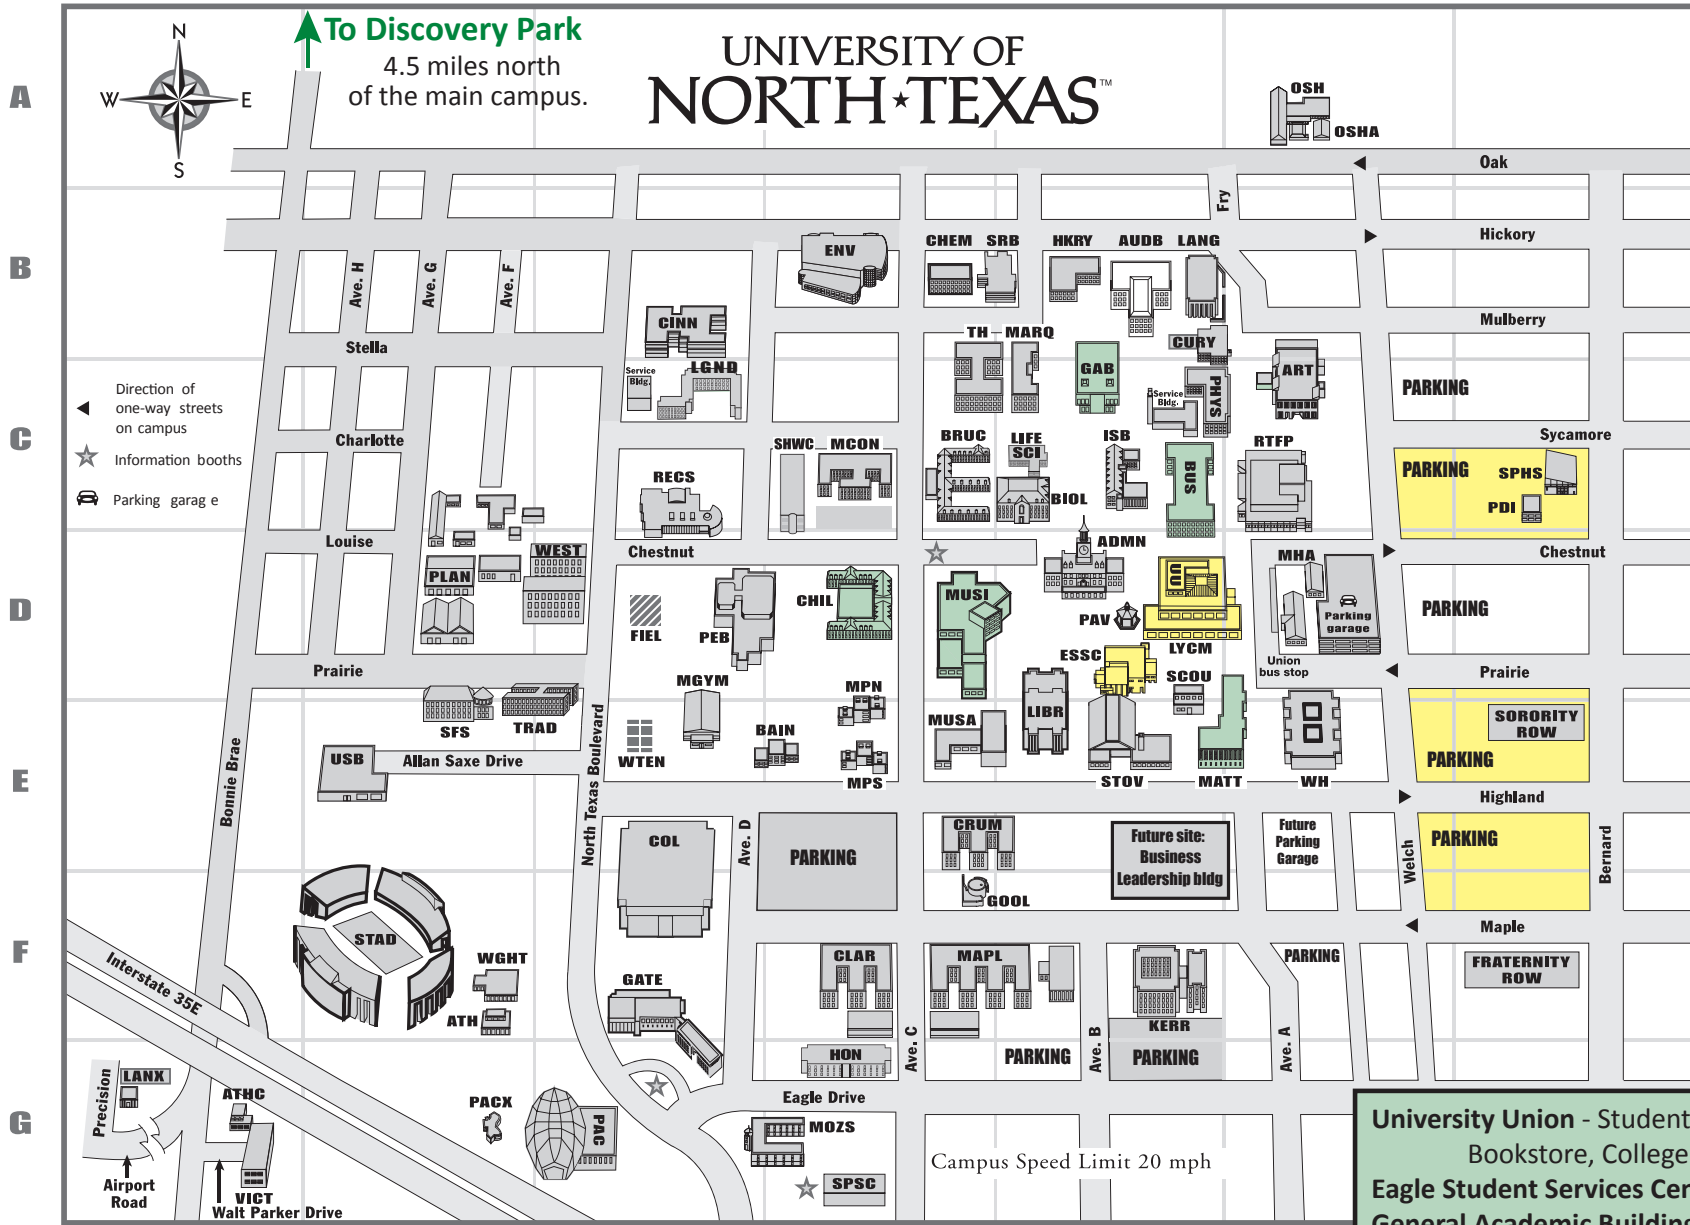 To Discovery Park
4.5 miles north
of the main campus.
UNIVERSITY OF
NORTH TEXAS™
N
W
E
S
A
B
C
D
E
F
G
OSH
OSHA
Oak
Fry
Hickory
Ave. H
Ave. G
Ave. F
ENV
CHEM
SRB
HKRY
AUDB
LANG
Mulberry
CINN
TH
MARQ
CURY
Stella
Service
Bldg.
LGND
GAB
Service
Bldg.
PHYS
ART
PARKING
Direction of
one-way streets
on campus
Information booths
Parking garag e
Charlotte
Sycamore
SHWC
MCON
BRUC
LIFE
SCI
BIOL
ISB
BUS
RTFP
PARKING
SPHS
PDI
RECS
Louise
WEST
Chestnut
ADMN
MHA
Chestnut
PLAN
CHIL
MUSI
UU
PAV
LYCM
Parking
garage
PARKING
FIEL
PEB
ESSC
Union
bus stop
Prairie
Prairie
MGYM
MPN
SCOU
SFS
TRAD
WTEN
BAIN
MUSA
LIBR
SORORITY
ROW
USB
Allan Saxe Drive
MPS
STOV
MATT
WH
PARKING
Highland
Bonnie Brae
North Texas Boulevard
COL
Ave. D
PARKING
CRUM
GOOL
Future site:
Business
Leadership bldg
Future
Parking
Garage
Welch
PARKING
Bernard
Maple
STAD
WGHT
ATH
GATE
CLAR
MAPL
KERR
PARKING
FRATERNITY
ROW
Interstate 35E
HON
Ave. C
PARKING
Ave. B
PARKING
Ave. A
Eagle Drive
LANX
Precision
ATHC
PACX
PAC
MOZS
SPSC
Campus Speed Limit 20 mph
Airport
Road
VICT
Walt Parker Drive
University Union - Student
Bookstore, College
Eagle Student Services Cen
General Academic Building